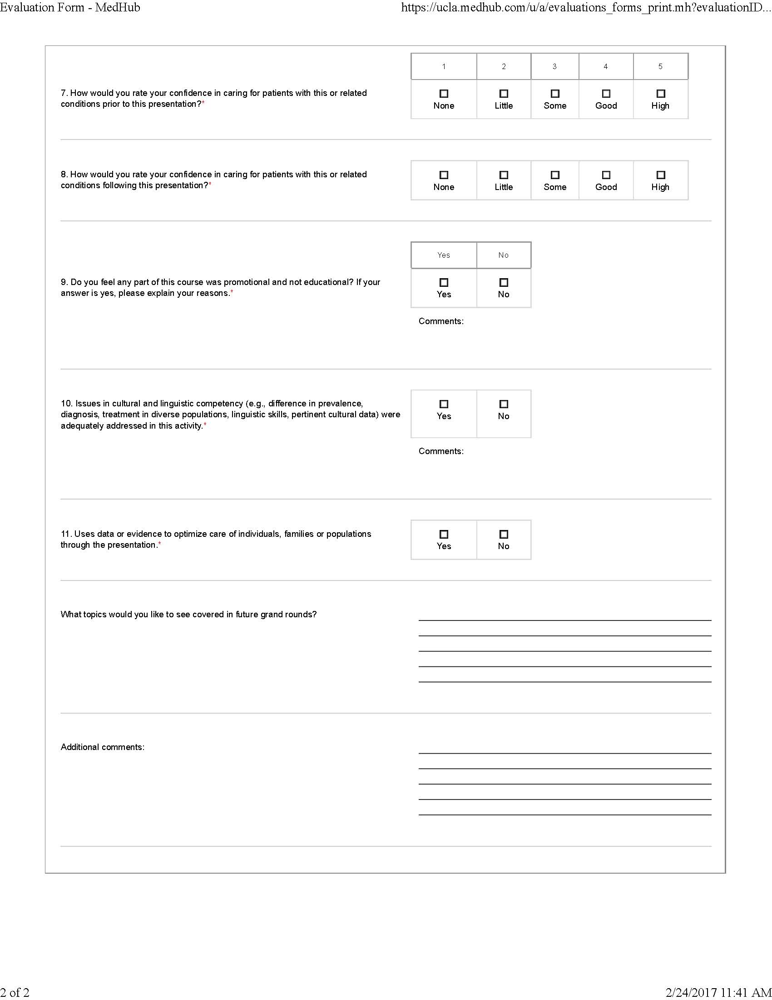 Evaluation Form - MedHub
https://ucla.medhub.com/u/a/evaluations_forms_print.mh?evaluationID...
1 2 3 4 5
7. How would you rate your confidence in caring for patients with this or related
conditions prior to this presentation?*
None Little Some Good High
8. How would you rate your confidence in caring for patients with this or related
conditions following this presentation?*
None Little Some Good High
Yes No
9. Do you feel any part of this course was promotional and not educational? If your
answer is yes, please explain your reasons.*
Yes No
Comments:
10. Issues in cultural and linguistic competency (e.g., difference in prevalence,
diagnosis, treatment in diverse populations, linguistic skills, pertinent cultural data) were
adequately addressed in this activity.*
Yes No
Comments:
11. Uses data or evidence to optimize care of individuals, families or populations
through the presentation.*
Yes No
What topics would you like to see covered in future grand rounds?
Additional comments:
2 of 2
2/24/2017 11:41 AM